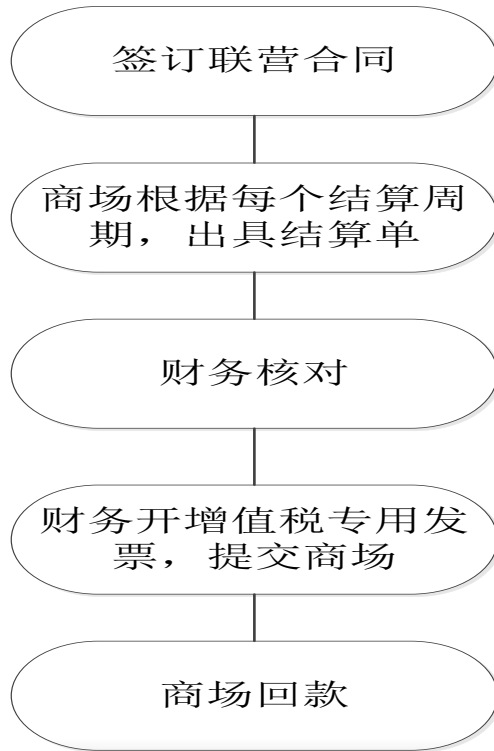 签订联营合同
商场根据每个结算周
期，出具结算单
财务核对
财务开增值税专用发
票，提交商场
商场回款